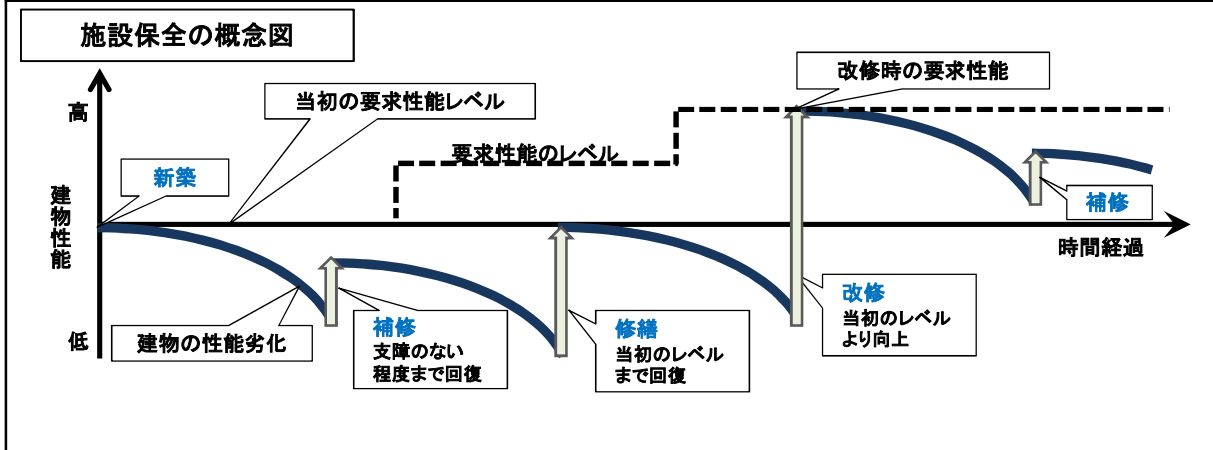 施設保全の概念図
改修時の要求性能
高
当初の要求性能レベル
要求性能のレベル
新築
建物性能
補修
時間経過
低
建物の性能劣化
補修
支障のない
程度まで回復
修繕
当初のレベル
まで回復
改修
当初のレベル
より向上